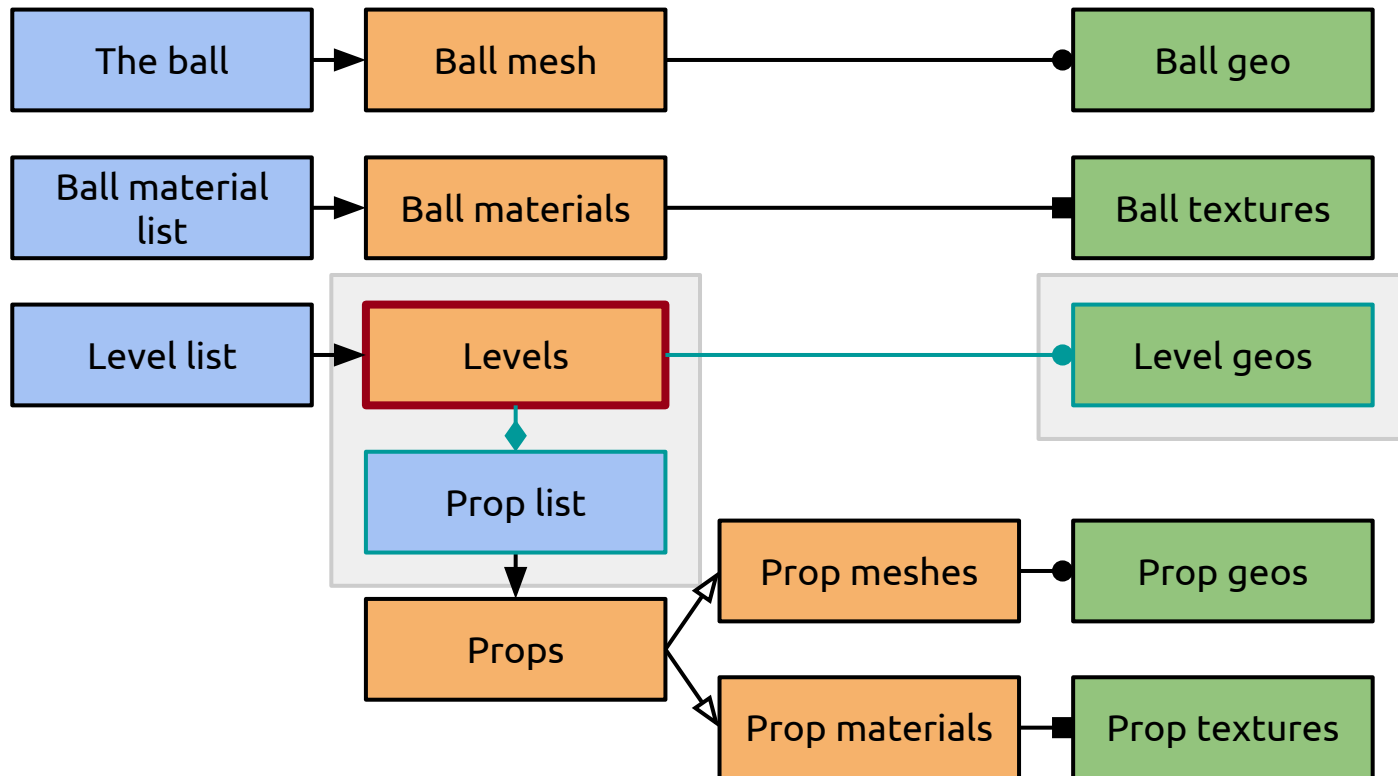 The ball
Ball mesh
Ball geo
Ball material
list
Ball materials
Ball textures
Level list
Levels
Level geos
Prop list
Prop meshes
Prop geos
Props
Prop materials
Prop textures